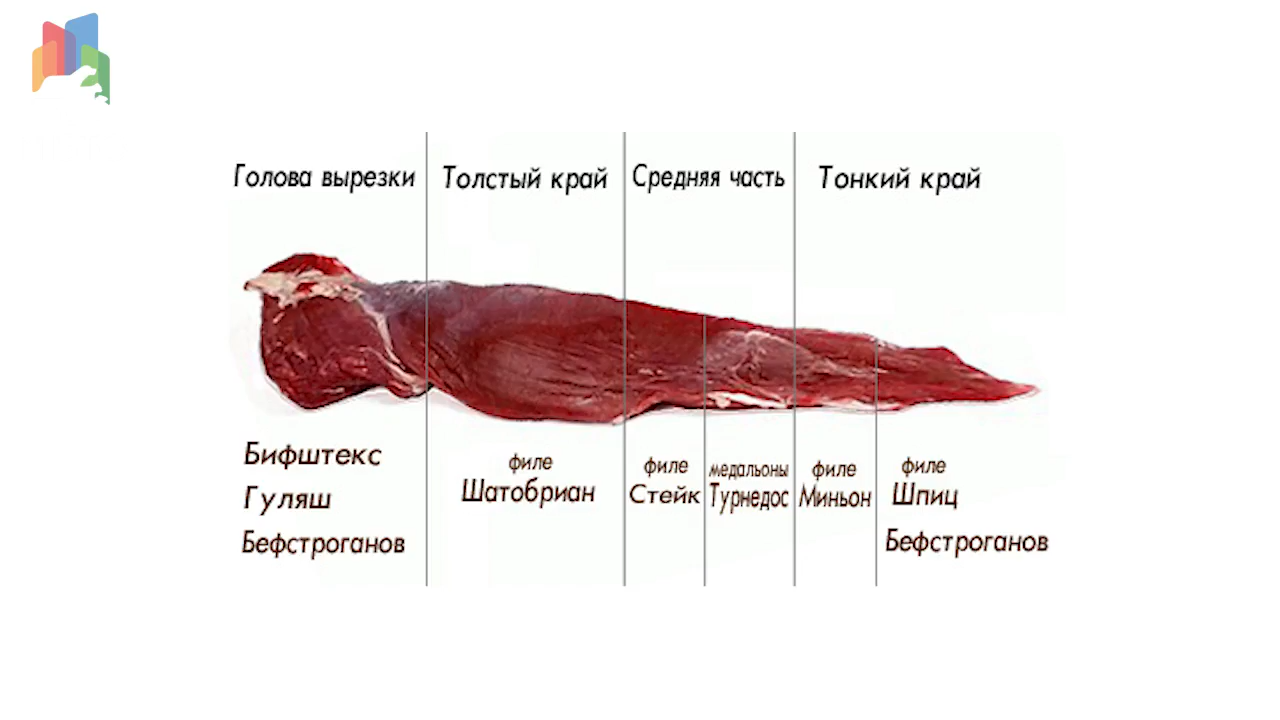 Голова вырезки
Толстый край
Средняя часть
Тонкий край
Бифштекс
Гуляш
Бефстроганов
филе
Шатобриан
филе
Стейк
медальоны
Турнедос
филе
Миньон
филе
Шпиц
Бефстроганов